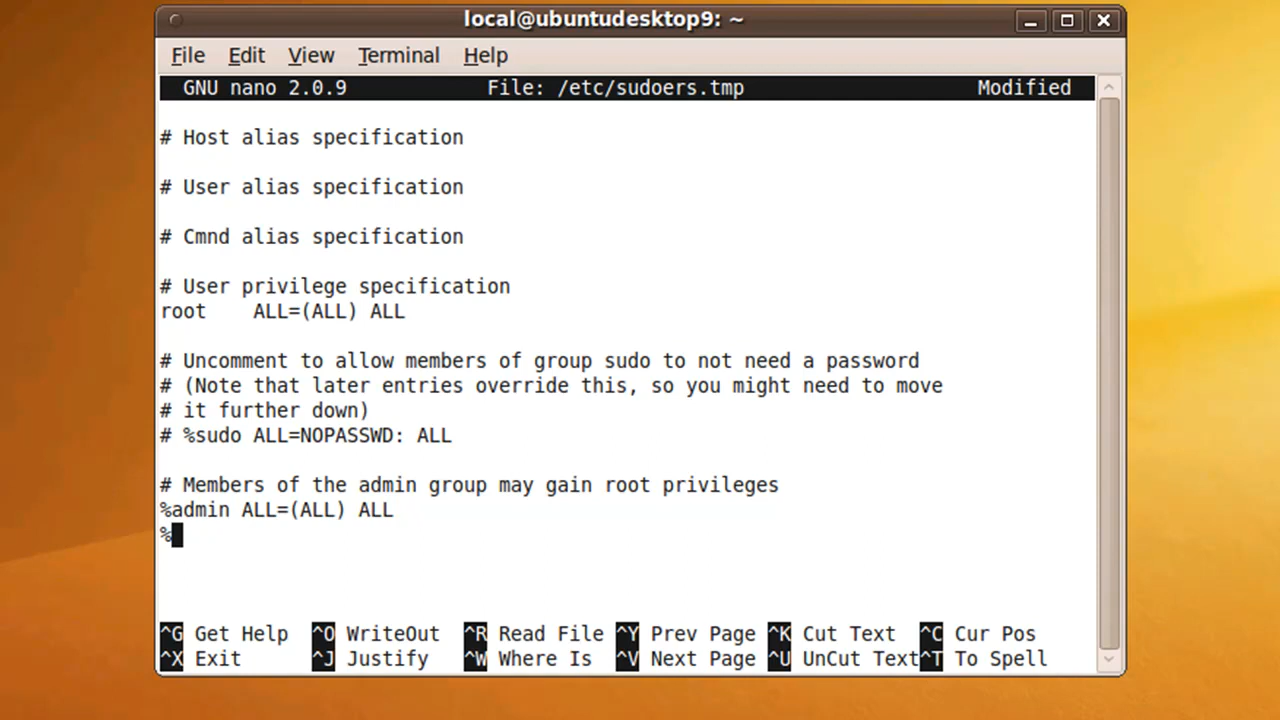 local@ubuntudesktop9: ~
File Edit View Terminal Help
GNU nano 2.0.9 File: /etc/sudoers.tmp Modified
# Host alias specification
# User alias specification
# Cmnd alias specification
# User privilege specification
root ALL=(ALL) ALL
# Uncomment to allow members of group sudo to not need a password
# (Note that later entries override this, so you might need to move
# it further down)
# %sudo ALL=NOPASSWD: ALL
# Members of the admin group may gain root privileges
%admin ALL=(ALL) ALL
%
^G Get Help ^O WriteOut ^R Read File ^Y Prev Page ^K Cut Text ^C Cur Pos
^X Exit ^J Justify ^W Where Is ^V Next Page ^U UnCut Text^T To Spell